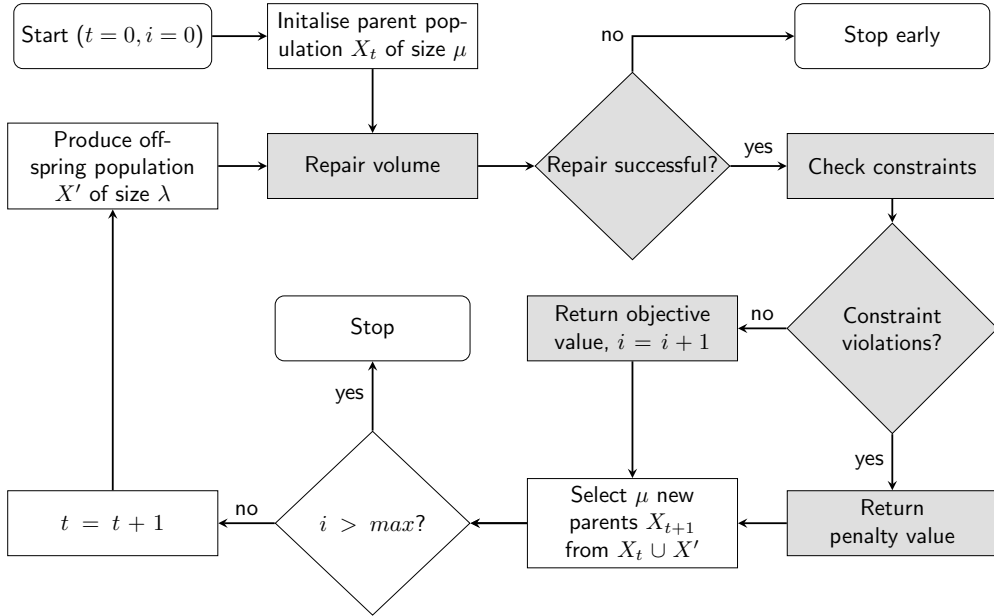 Start (t = 0, i = 0)
Initalise parent pop-
ulation X_t of size μ
no
Stop early
Produce off-
spring population
X′ of size λ
Repair volume
Repair successful?
yes
Check constraints
Stop
Return objective
value, i = i + 1
no
Constraint
violations?
yes
yes
t = t + 1
no
i > max?
Select μ new
parents X_{t+1}
from X_t ∪ X′
Return
penalty value